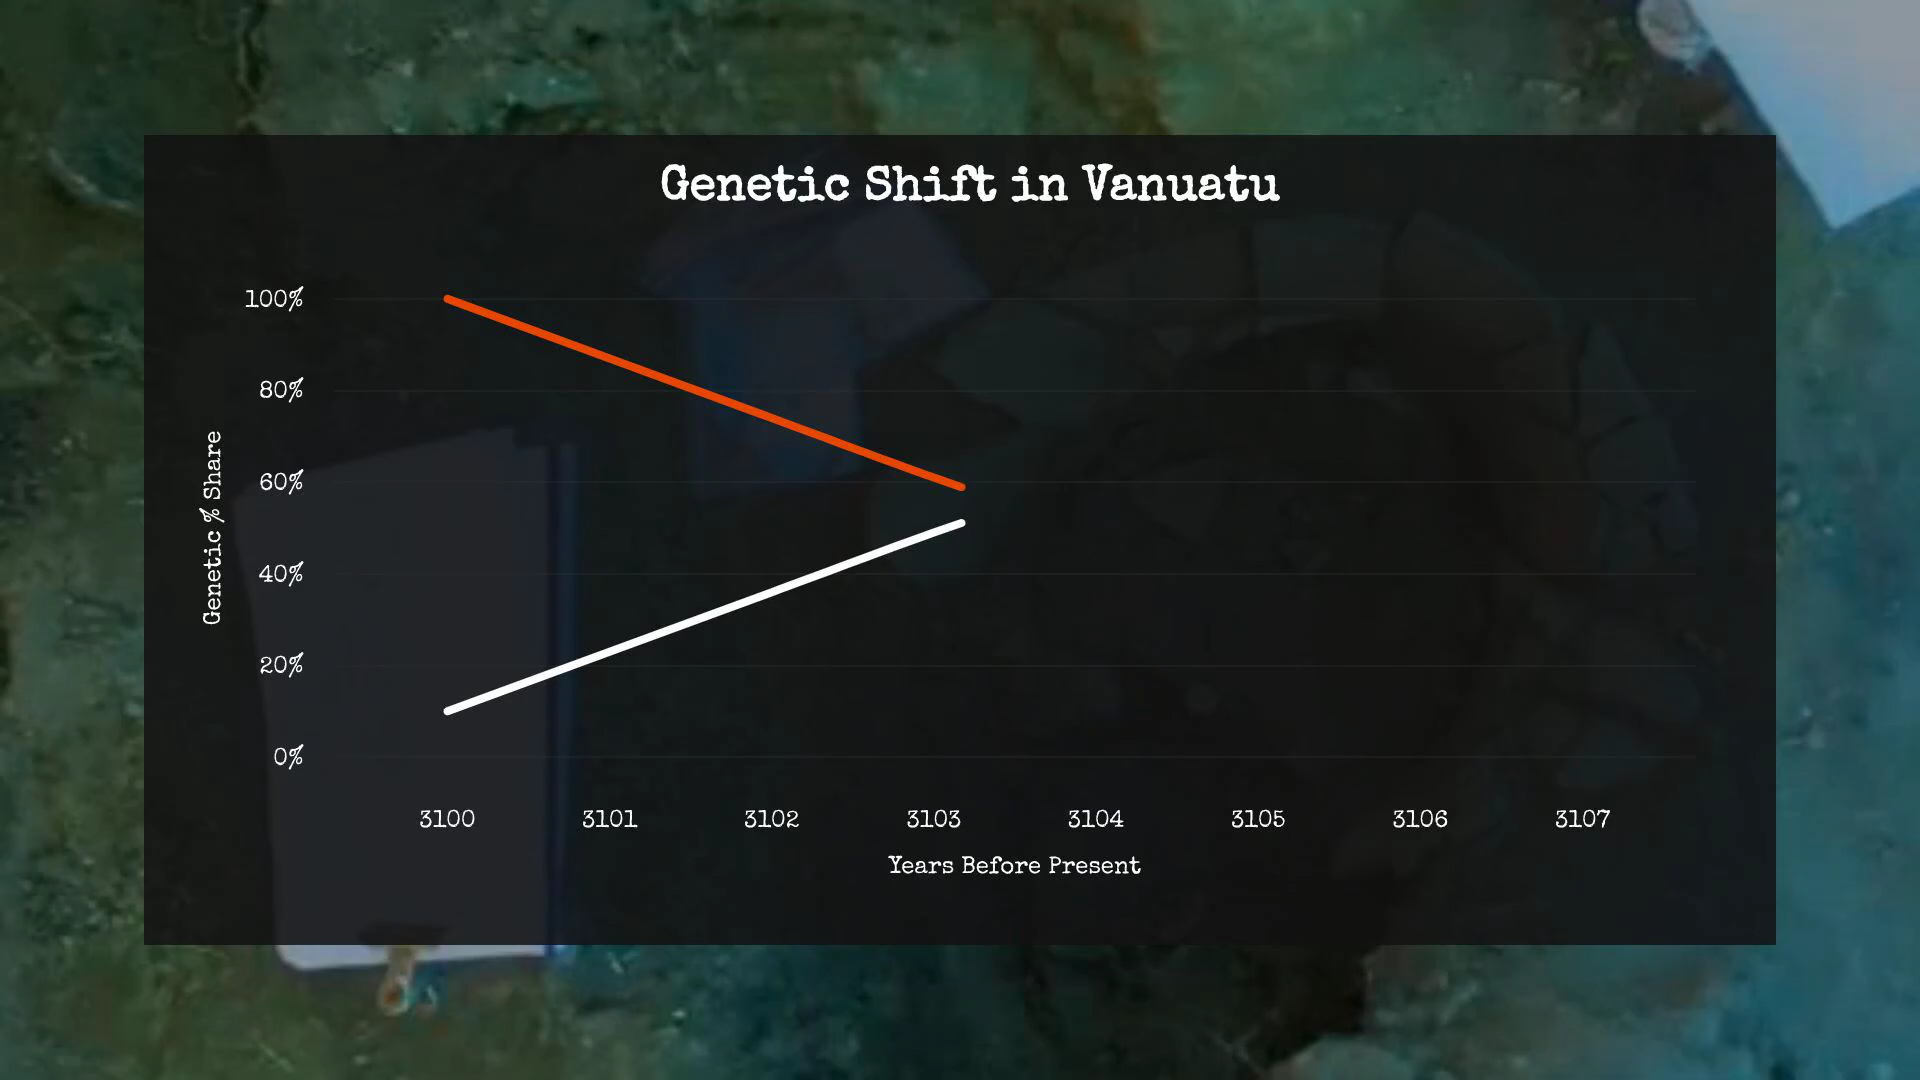 Genetic Shift in Vanuatu
100%
80%
60%
40%
20%
0%
Genetic % Share
3100 3101 3102 3103 3104 3105 3106 3107
Years Before Present